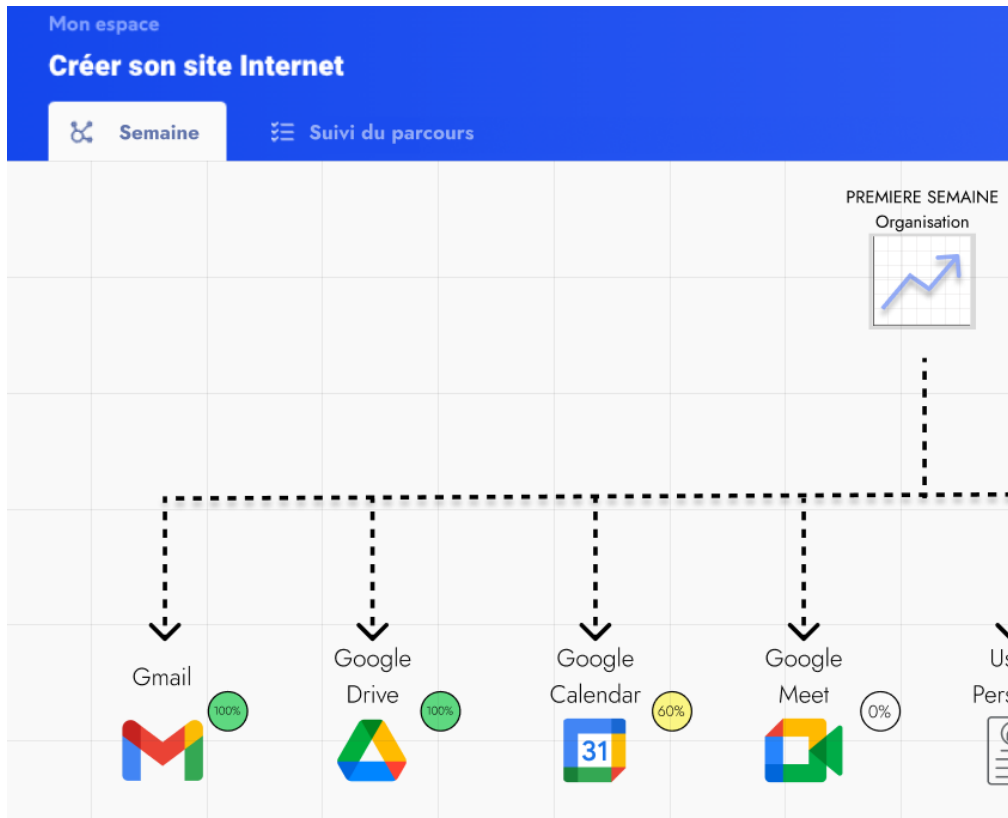 Mon espace
Créer son site Internet
Semaine
Suivi du parcours
PREMIERE SEMAINE
Organisation
Gmail
100%
Google
Drive
100%
Google
Calendar
60%
31
Google
Meet
0%